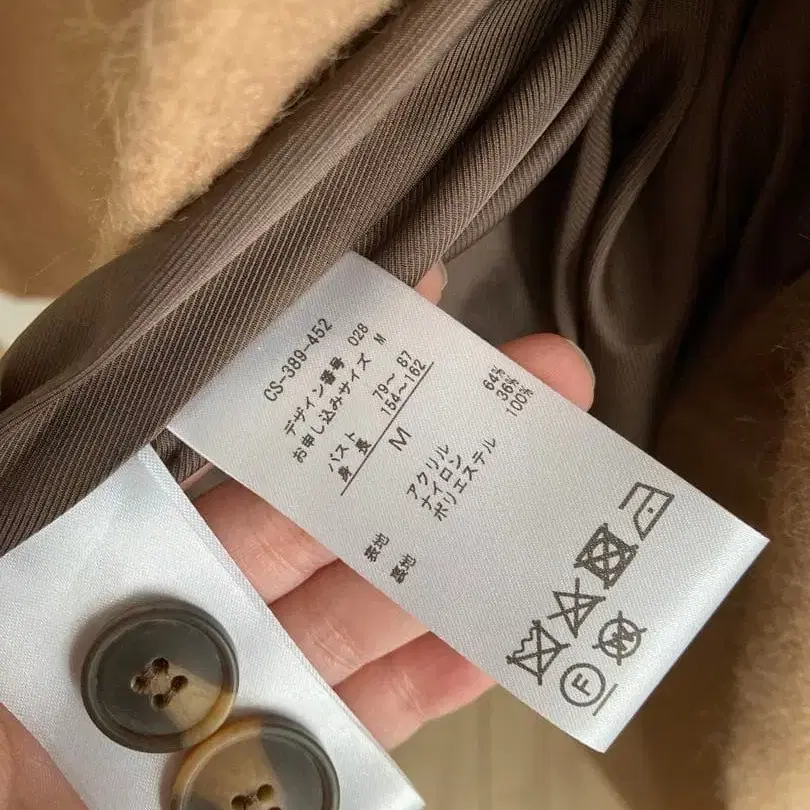 CS-389-452
デザイン番号 028
お申し込みサイズ M
バスト 79～ 87
身 長 154～162
M
表地 アクリル 64%
ナイロン 36%
裏地 ポリエステル 100%
W
F